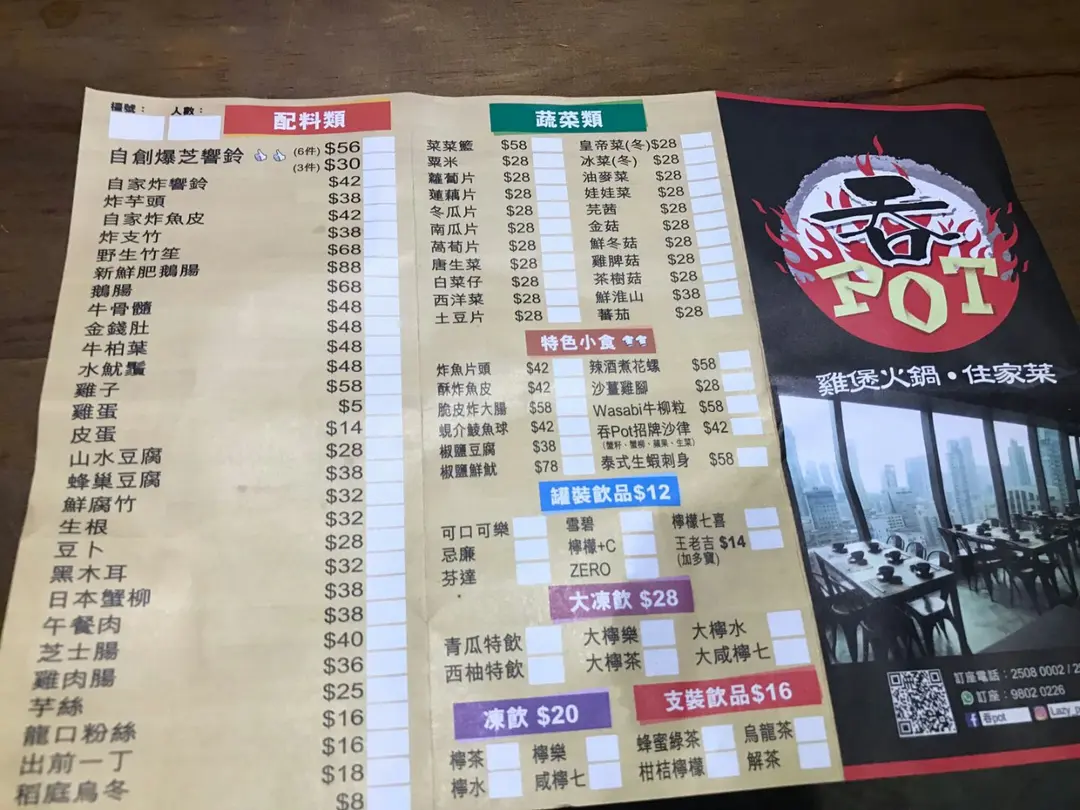 檯號：
人數：
配料類
自創爆芝響鈴 (6件) $56
(3件) $30
自家炸響鈴 $42
炸芋頭 $38
自家炸魚皮 $42
炸支竹 $38
野生竹笙 $68
新鮮肥鵝腸 $88
鵝腸 $68
牛骨髓 $48
金錢肚 $48
牛柏葉 $48
水魷鬚 $48
雞子 $58
雞蛋 $5
皮蛋 $14
山水豆腐 $28
蜂巢豆腐 $38
鮮腐竹 $32
生根 $32
豆卜 $28
黑木耳 $32
日本蟹柳 $38
午餐肉 $38
芝士腸 $40
雞肉腸 $36
芋絲 $25
龍口粉絲 $16
出前一丁 $16
稻庭烏冬 $18
$8
蔬菜類
菜菜籃 $58
粟米 $28
蘿蔔片 $28
蓮藕片 $28
冬瓜片 $28
南瓜片 $28
萵筍片 $28
唐生菜 $28
白菜仔 $28
西洋菜 $28
土豆片 $28
皇帝菜(冬) $28
冰菜(冬) $28
油麥菜 $28
娃娃菜 $28
芫茜 $28
金菇 $28
鮮冬菇 $28
雞脾菇 $28
茶樹菇 $28
鮮淮山 $38
蕃茄 $28
特色小食
炸魚片頭 $42
酥炸魚皮 $42
脆皮炸大腸 $58
蜆介鯪魚球 $42
椒鹽豆腐 $38
椒鹽鮮魷 $78
辣酒煮花螺 $58
沙薑雞腳 $28
Wasabi牛柳粒 $58
吞Pot招牌沙律 $42
泰式生蝦刺身 $58
罐裝飲品$12
可口可樂
忌廉
芬達
雪碧
檸檬+C
ZERO
檸檬七喜
王老吉 $14
(加多寶)
大凍飲 $28
青瓜特飲
西柚特飲
大檸樂
大檸茶
大檸水
大咸檸七
凍飲 $20
檸茶
檸水
檸樂
咸檸七
支裝飲品$16
蜂蜜綠茶
柑桔檸檬
烏龍茶
解茶
吞
POT
雞煲火鍋・住家菜
訂座電話：2508 0002 /
訂座：9802 0226
吞pot